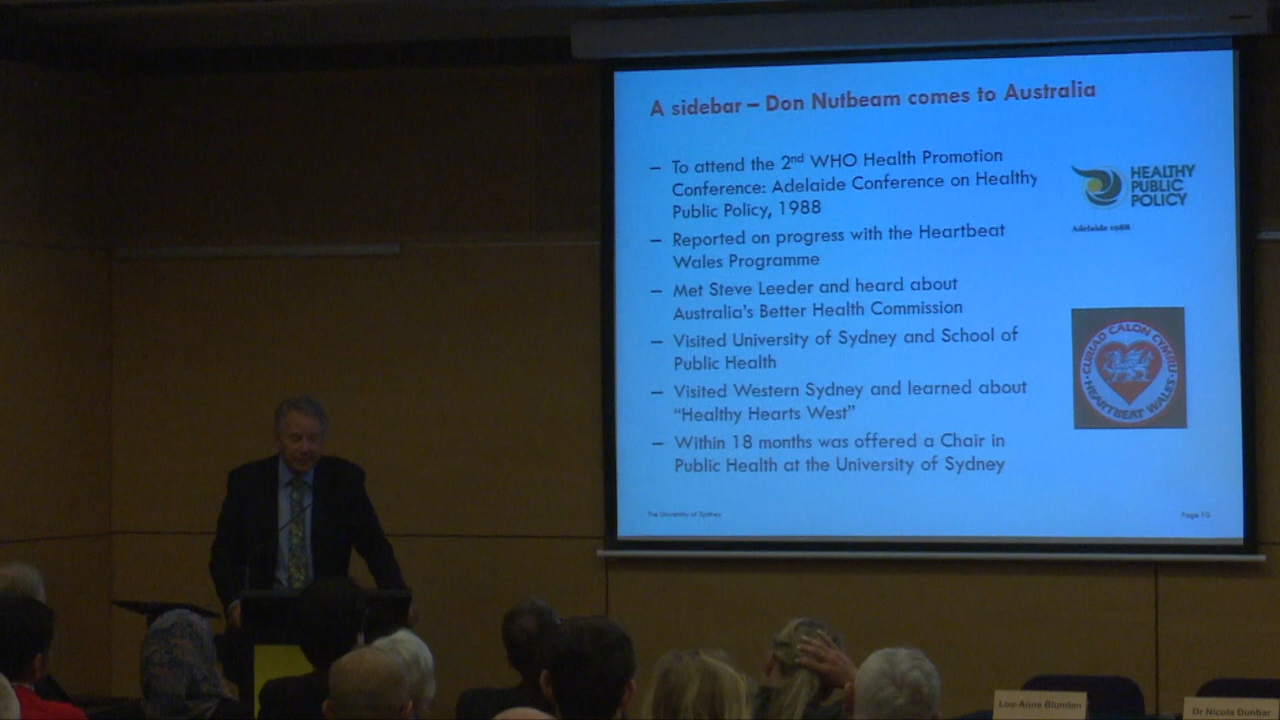 A sidebar – Don Nutbeam comes to Australia
– To attend the 2nd WHO Health Promotion
Conference: Adelaide Conference on Healthy
Public Policy, 1988
– Reported on progress with the Heartbeat
Wales Programme
– Met Steve Leeder and heard about
Australia's Better Health Commission
– Visited University of Sydney and School of
Public Health
– Visited Western Sydney and learned about
"Healthy Hearts West"
– Within 18 months was offered a Chair in
Public Health at the University of Sydney
HEALTHY
PUBLIC
POLICY
Adelaide 1988
CURIAD CALON CYMRU
HEARTBEAT WALES
The University of Sydney
Page 10
Lou-Anne Blunden
Dr Nicola Dunbar